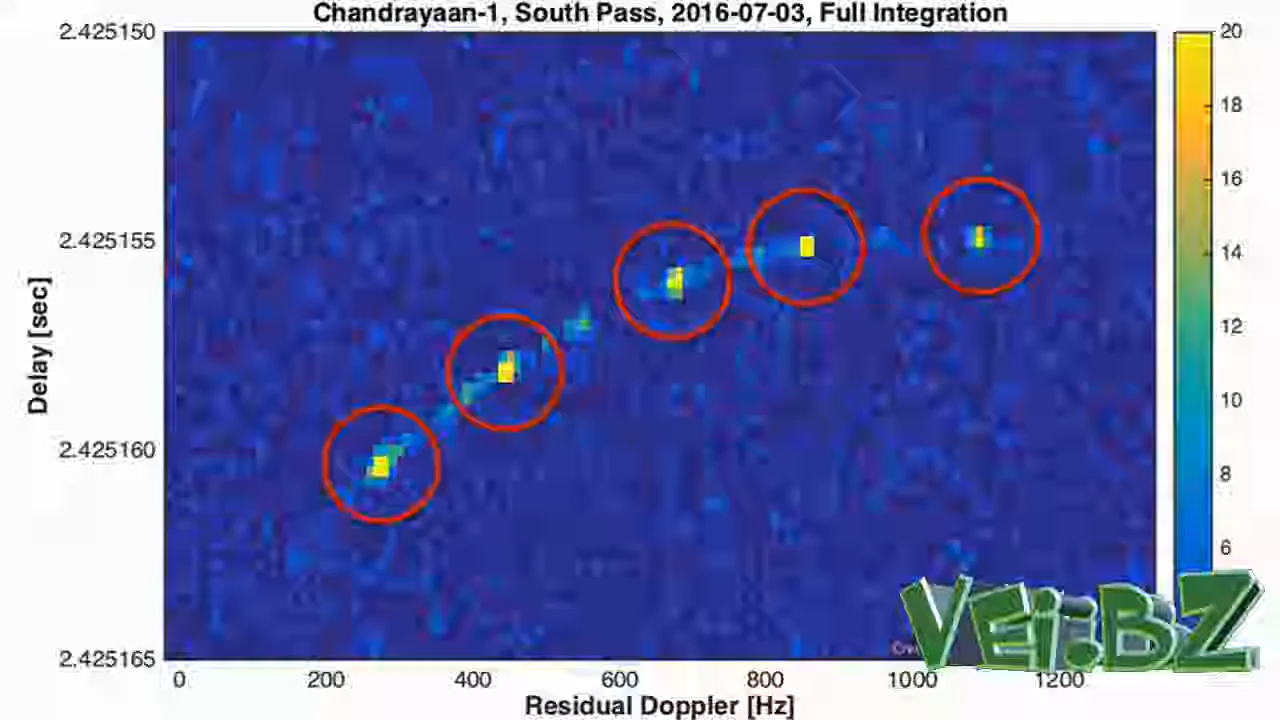 Chandrayaan-1, South Pass, 2016-07-03, Full Integration
2.425150
2.425155
2.425160
2.425165
Delay [sec]
0 200 400 600 800 1000 1200
Residual Doppler [Hz]
20
18
16
14
12
10
8
6
VEi:BZ